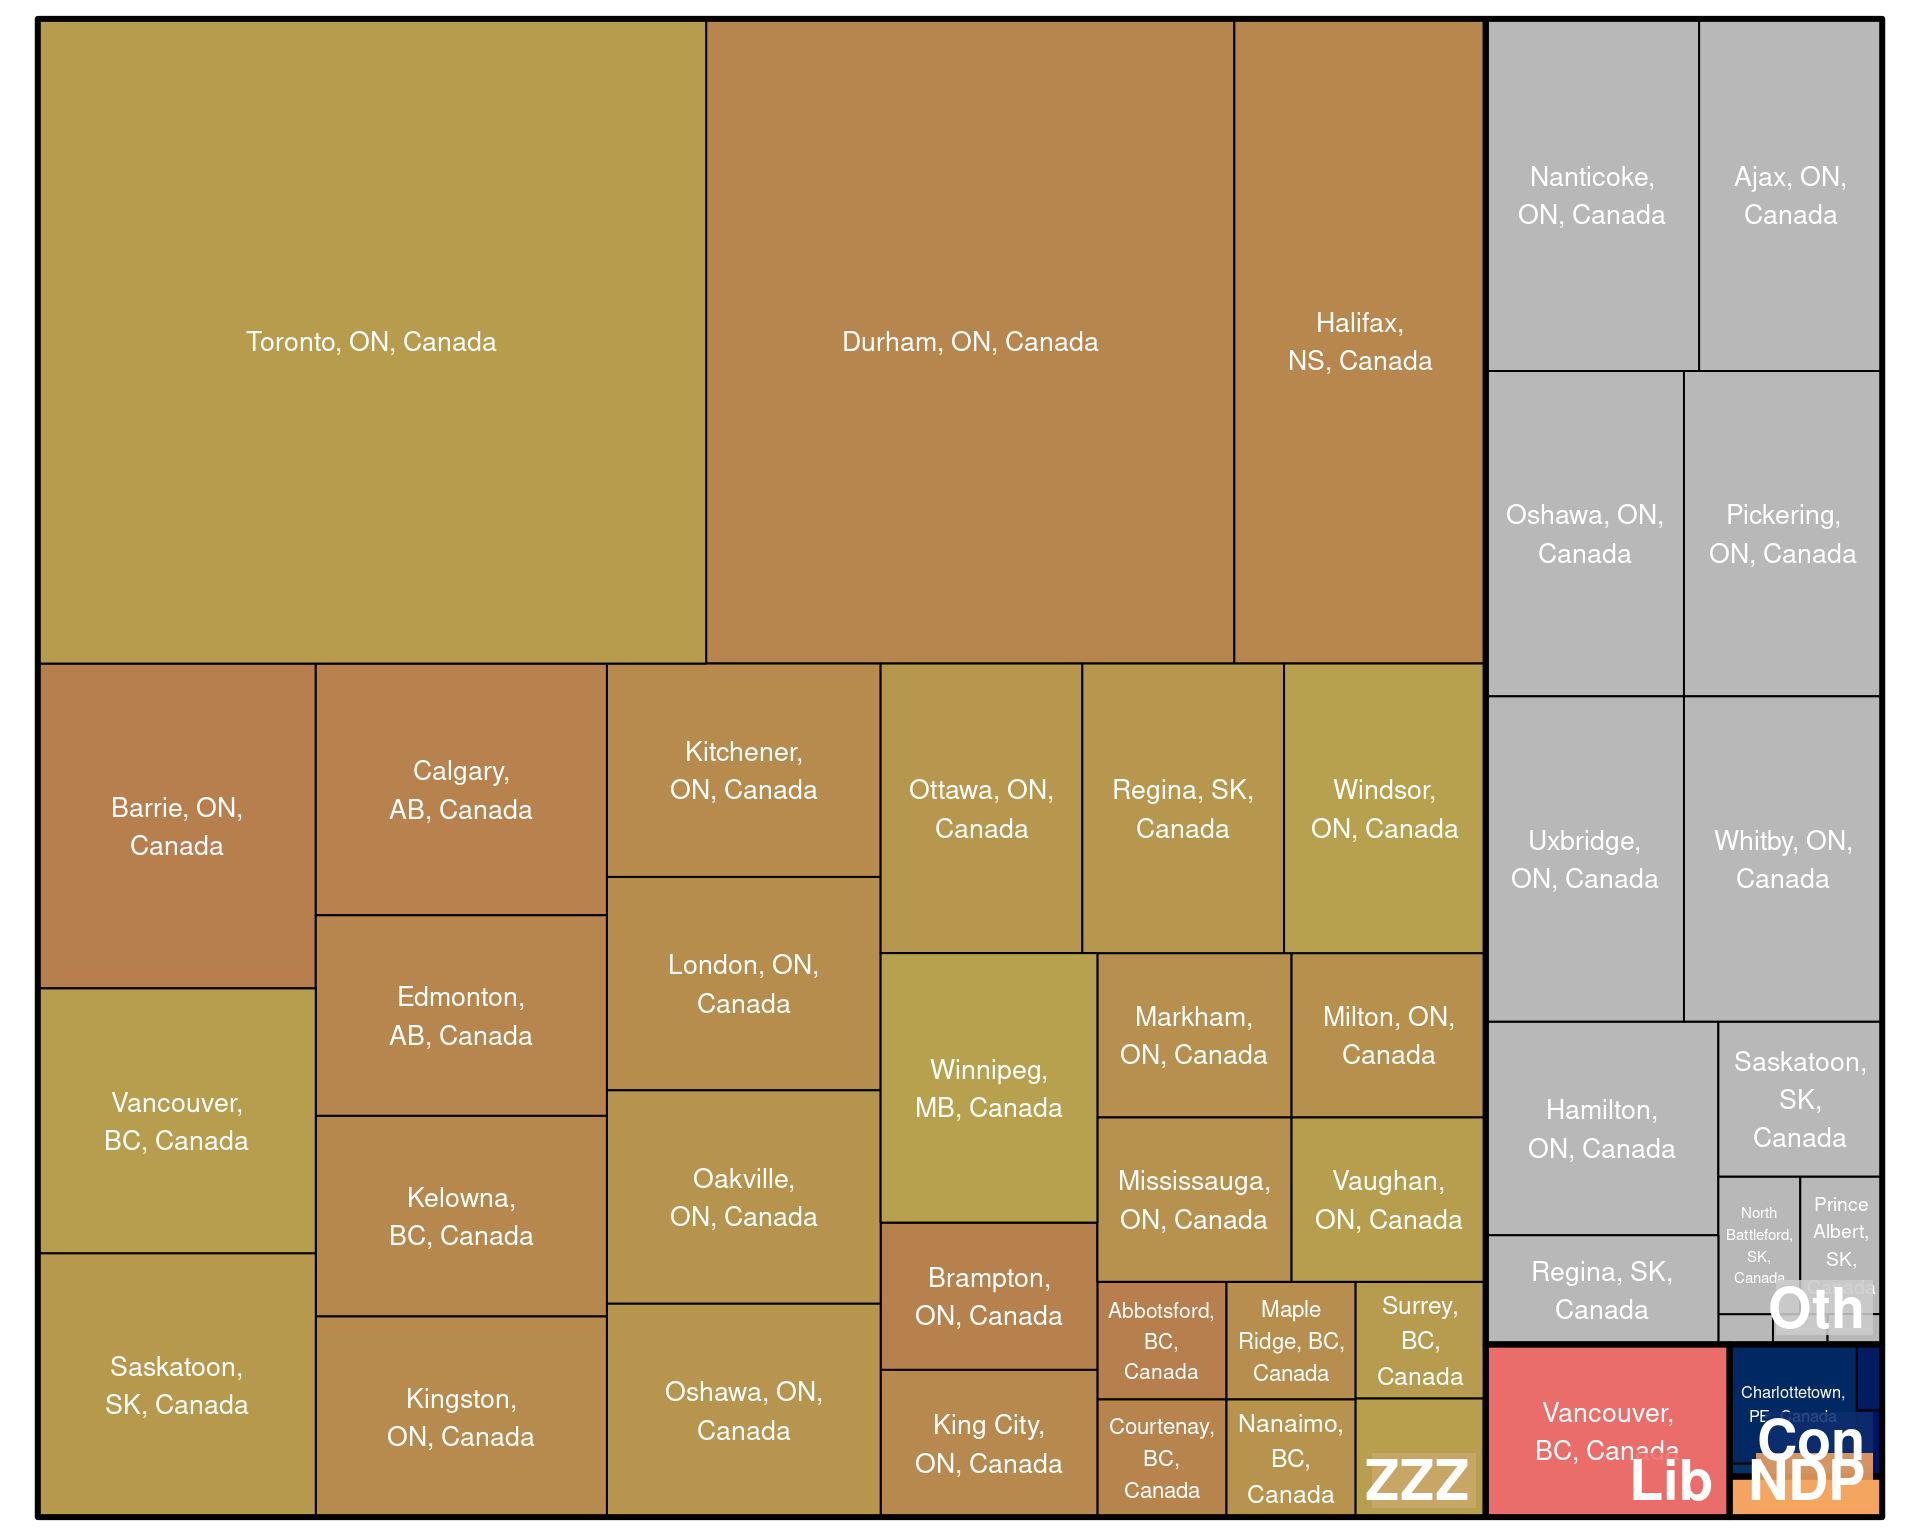 Toronto, ON, Canada
Durham, ON, Canada
Halifax,
NS, Canada
Barrie, ON,
Canada
Vancouver,
BC, Canada
Saskatoon,
SK, Canada
Calgary,
AB, Canada
Edmonton,
AB, Canada
Kelowna,
BC, Canada
Kingston,
ON, Canada
Kitchener,
ON, Canada
London, ON,
Canada
Oakville,
ON, Canada
Oshawa, ON,
Canada
Ottawa, ON,
Canada
Regina, SK,
Canada
Windsor,
ON, Canada
Winnipeg,
MB, Canada
Brampton,
ON, Canada
King City,
ON, Canada
Markham,
ON, Canada
Milton, ON,
Canada
Mississauga,
ON, Canada
Vaughan,
ON, Canada
Abbotsford,
BC,
Canada
Courtenay,
BC,
Canada
Maple
Ridge, BC,
Canada
Nanaimo,
BC,
Canada
Surrey,
BC,
Canada
ZZZ
Nanticoke,
ON, Canada
Ajax, ON,
Canada
Oshawa, ON,
Canada
Pickering,
ON, Canada
Uxbridge,
ON, Canada
Whitby, ON,
Canada
Hamilton,
ON, Canada
Regina, SK,
Canada
Saskatoon,
SK,
Canada
North
Battleford,
SK,
Canada
Prince
Albert,
SK,
Canada
Oth
Vancouver,
BC, Canada
Lib
Charlottetown,
PE, Canada
Con
NDP